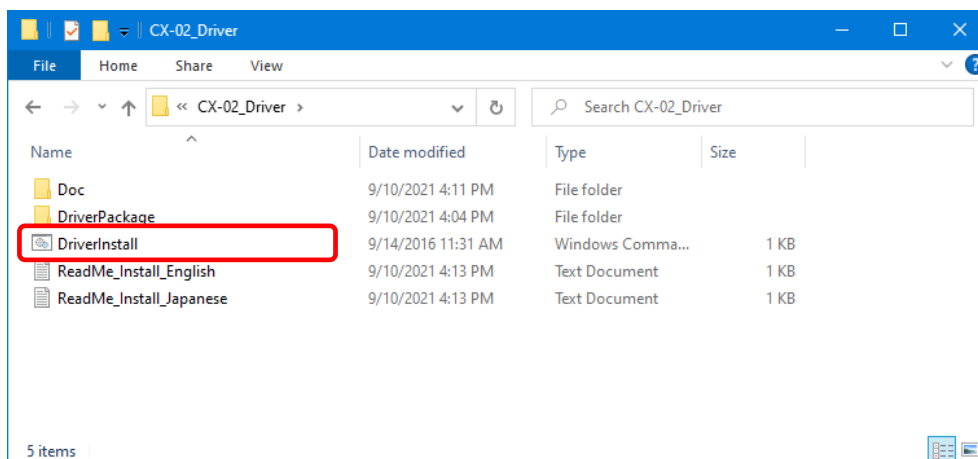 CX-02_Driver
File Home Share View
« CX-02_Driver > Search CX-02_Driver
Name Date modified Type Size
Doc 9/10/2021 4:11 PM File folder
DriverPackage 9/10/2021 4:04 PM File folder
DriverInstall 9/14/2016 11:31 AM Windows Comma... 1 KB
ReadMe_Install_English 9/10/2021 4:13 PM Text Document 1 KB
ReadMe_Install_Japanese 9/10/2021 4:13 PM Text Document 1 KB
5 items